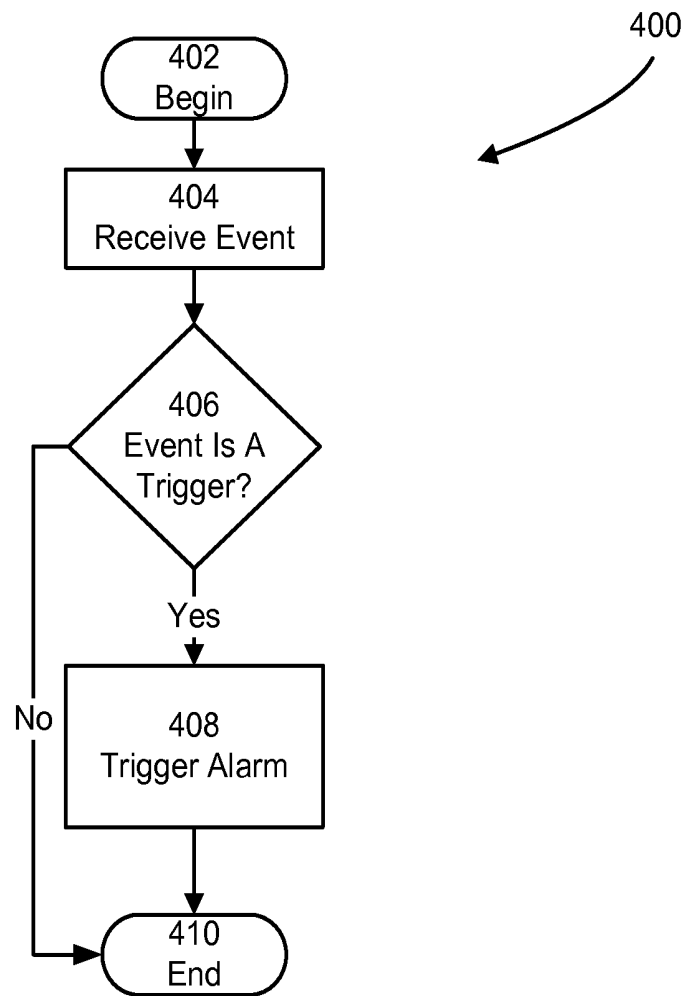 400
402
Begin
404
Receive Event
406
Event Is A
Trigger?
Yes
No
408
Trigger Alarm
410
End